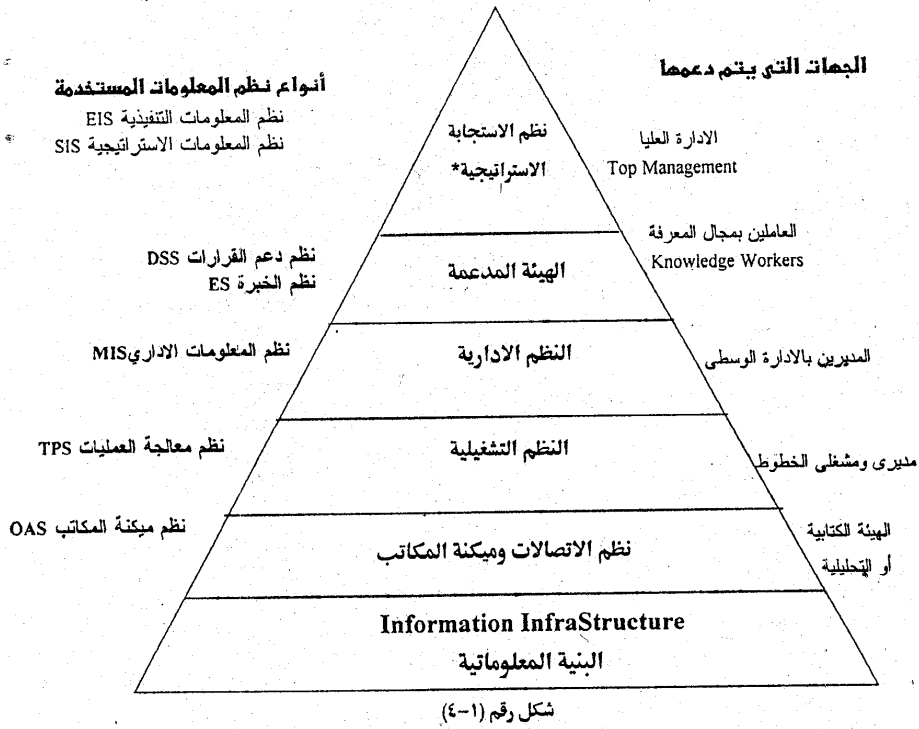 الجهات التى يتم دعمها
أنواع نظم المعلومات المستخدمة
نظم المعلومات التنفيذية EIS
نظم المعلومات الاستراتيجية SIS
نظم الاستجابة
الاستراتيجية*
الادارة العليا
Top Management
العاملين بمجال المعرفة
Knowledge Workers
الهيئة المدعمة
نظم دعم القرارات DSS
نظم الخبرة ES
المديرين بالادارة الوسطى
النظم الادارية
نظم المعلومات الاداريMIS
مديرى ومشغلى الخطوط
النظم التشغيلية
نظم معالجة العمليات TPS
الهيئة الكتابية
أو التحليلية
نظم الاتصالات وميكنة المكاتب
نظم ميكنة المكاتب OAS
Information InfraStructure
البنية المعلوماتية
شكل رقم (١-٤)